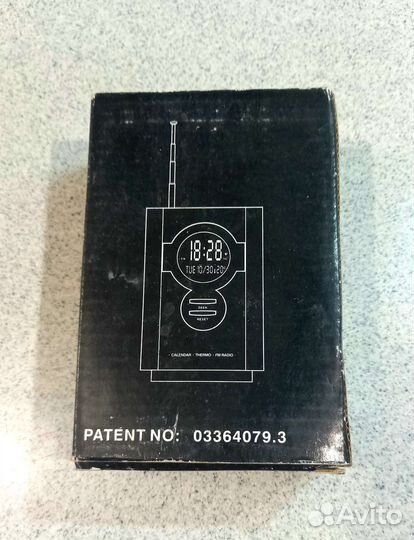 18:28
TUE 10/30 20°
SEEK
RESET
· CALENDAR · THERMO · FM RADIO ·
PATENT NO: 03364079.3
Avito